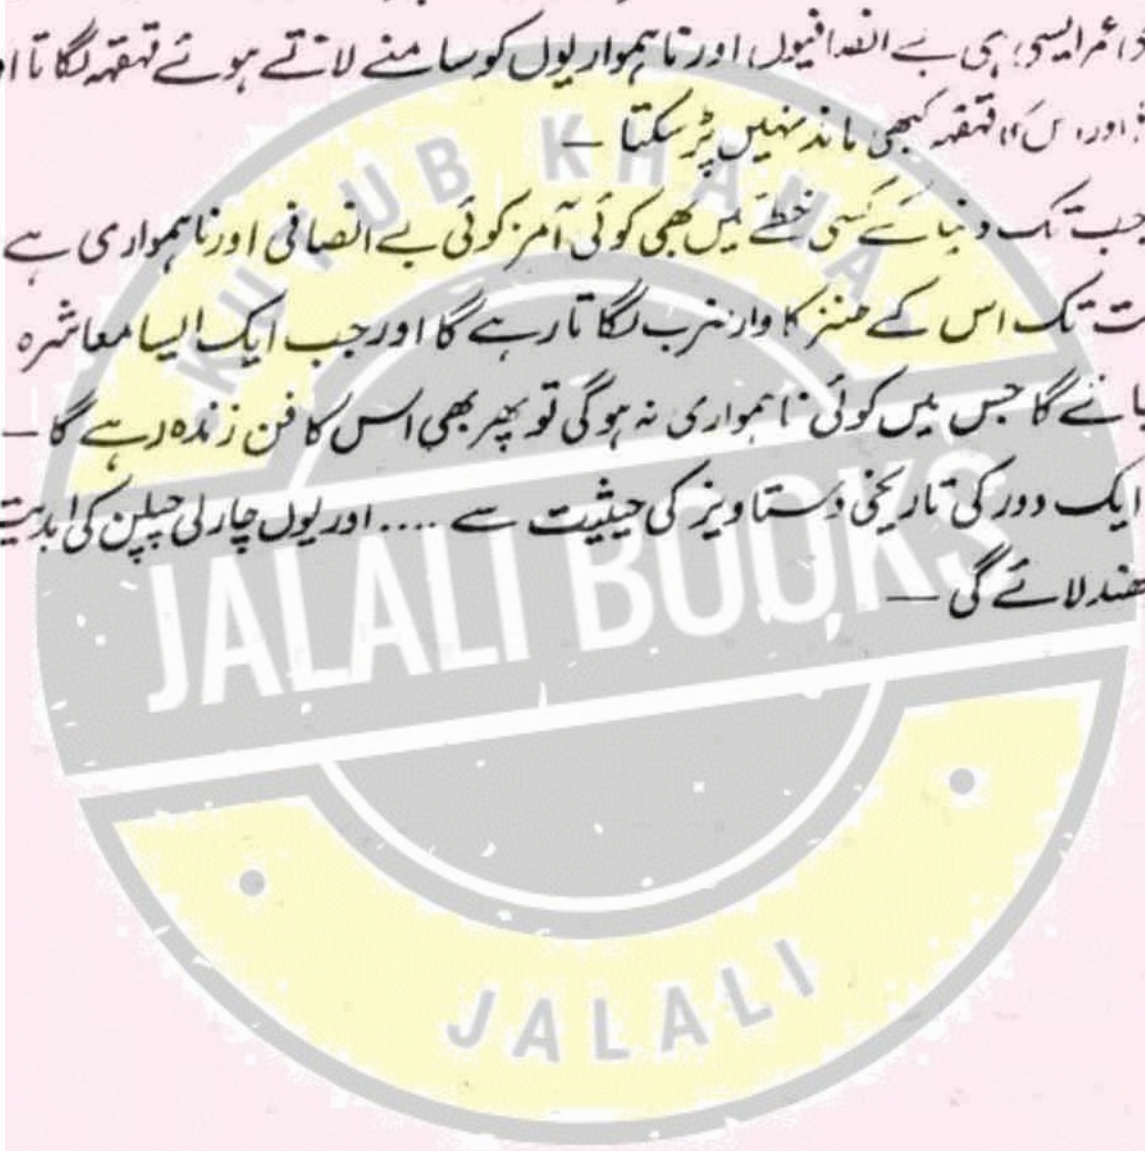 ایسی ہی بے انصافیوں اور ناہمواریوں کو سامنے لاتے ہوئے قہقہہ لگاتا
اور اس کا قہقہہ کبھی ماند نہیں پڑ سکتا —
جب تک دنیا کے کسی خطے میں بھی کوئی آمر کوئی بے انصافی اور ناہمواری ہے
تک اس کے طنز کا وار ضرب لگاتا رہے گا اور جب ایک ایسا معاشرہ
جائے گا جس میں کوئی ناہمواری نہ ہوگی تو پھر بھی اس کا فن زندہ رہے گا —
ایک دور کی تاریخی دستاویز کی حیثیت سے .... اور یوں چارلی چپلن کی ابدیت
دھندلائے گی —
KUTUB KHANA
JALALI BOOKS
JALALI